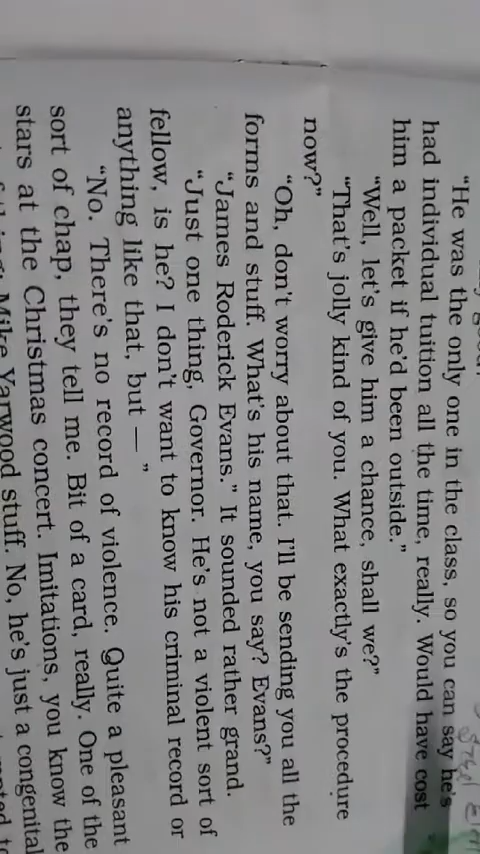 "He was the only one in the class, so you can say he's
had individual tuition all the time, really. Would have cost
him a packet if he'd been outside."
"Well, let's give him a chance, shall we?"
"That's jolly kind of you. What exactly's the procedure
now?"
"Oh, don't worry about that. I'll be sending you all the
forms and stuff. What's his name, you say? Evans?"
"James Roderick Evans." It sounded rather grand.
"Just one thing, Governor. He's not a violent sort of
fellow, is he? I don't want to know his criminal record or
anything like that, but — "
"No. There's no record of violence. Quite a pleasant
sort of chap, they tell me. Bit of a card, really. One of the
stars at the Christmas concert. Imitations, you know the
Mike Yarwood stuff. No, he's just a congenital